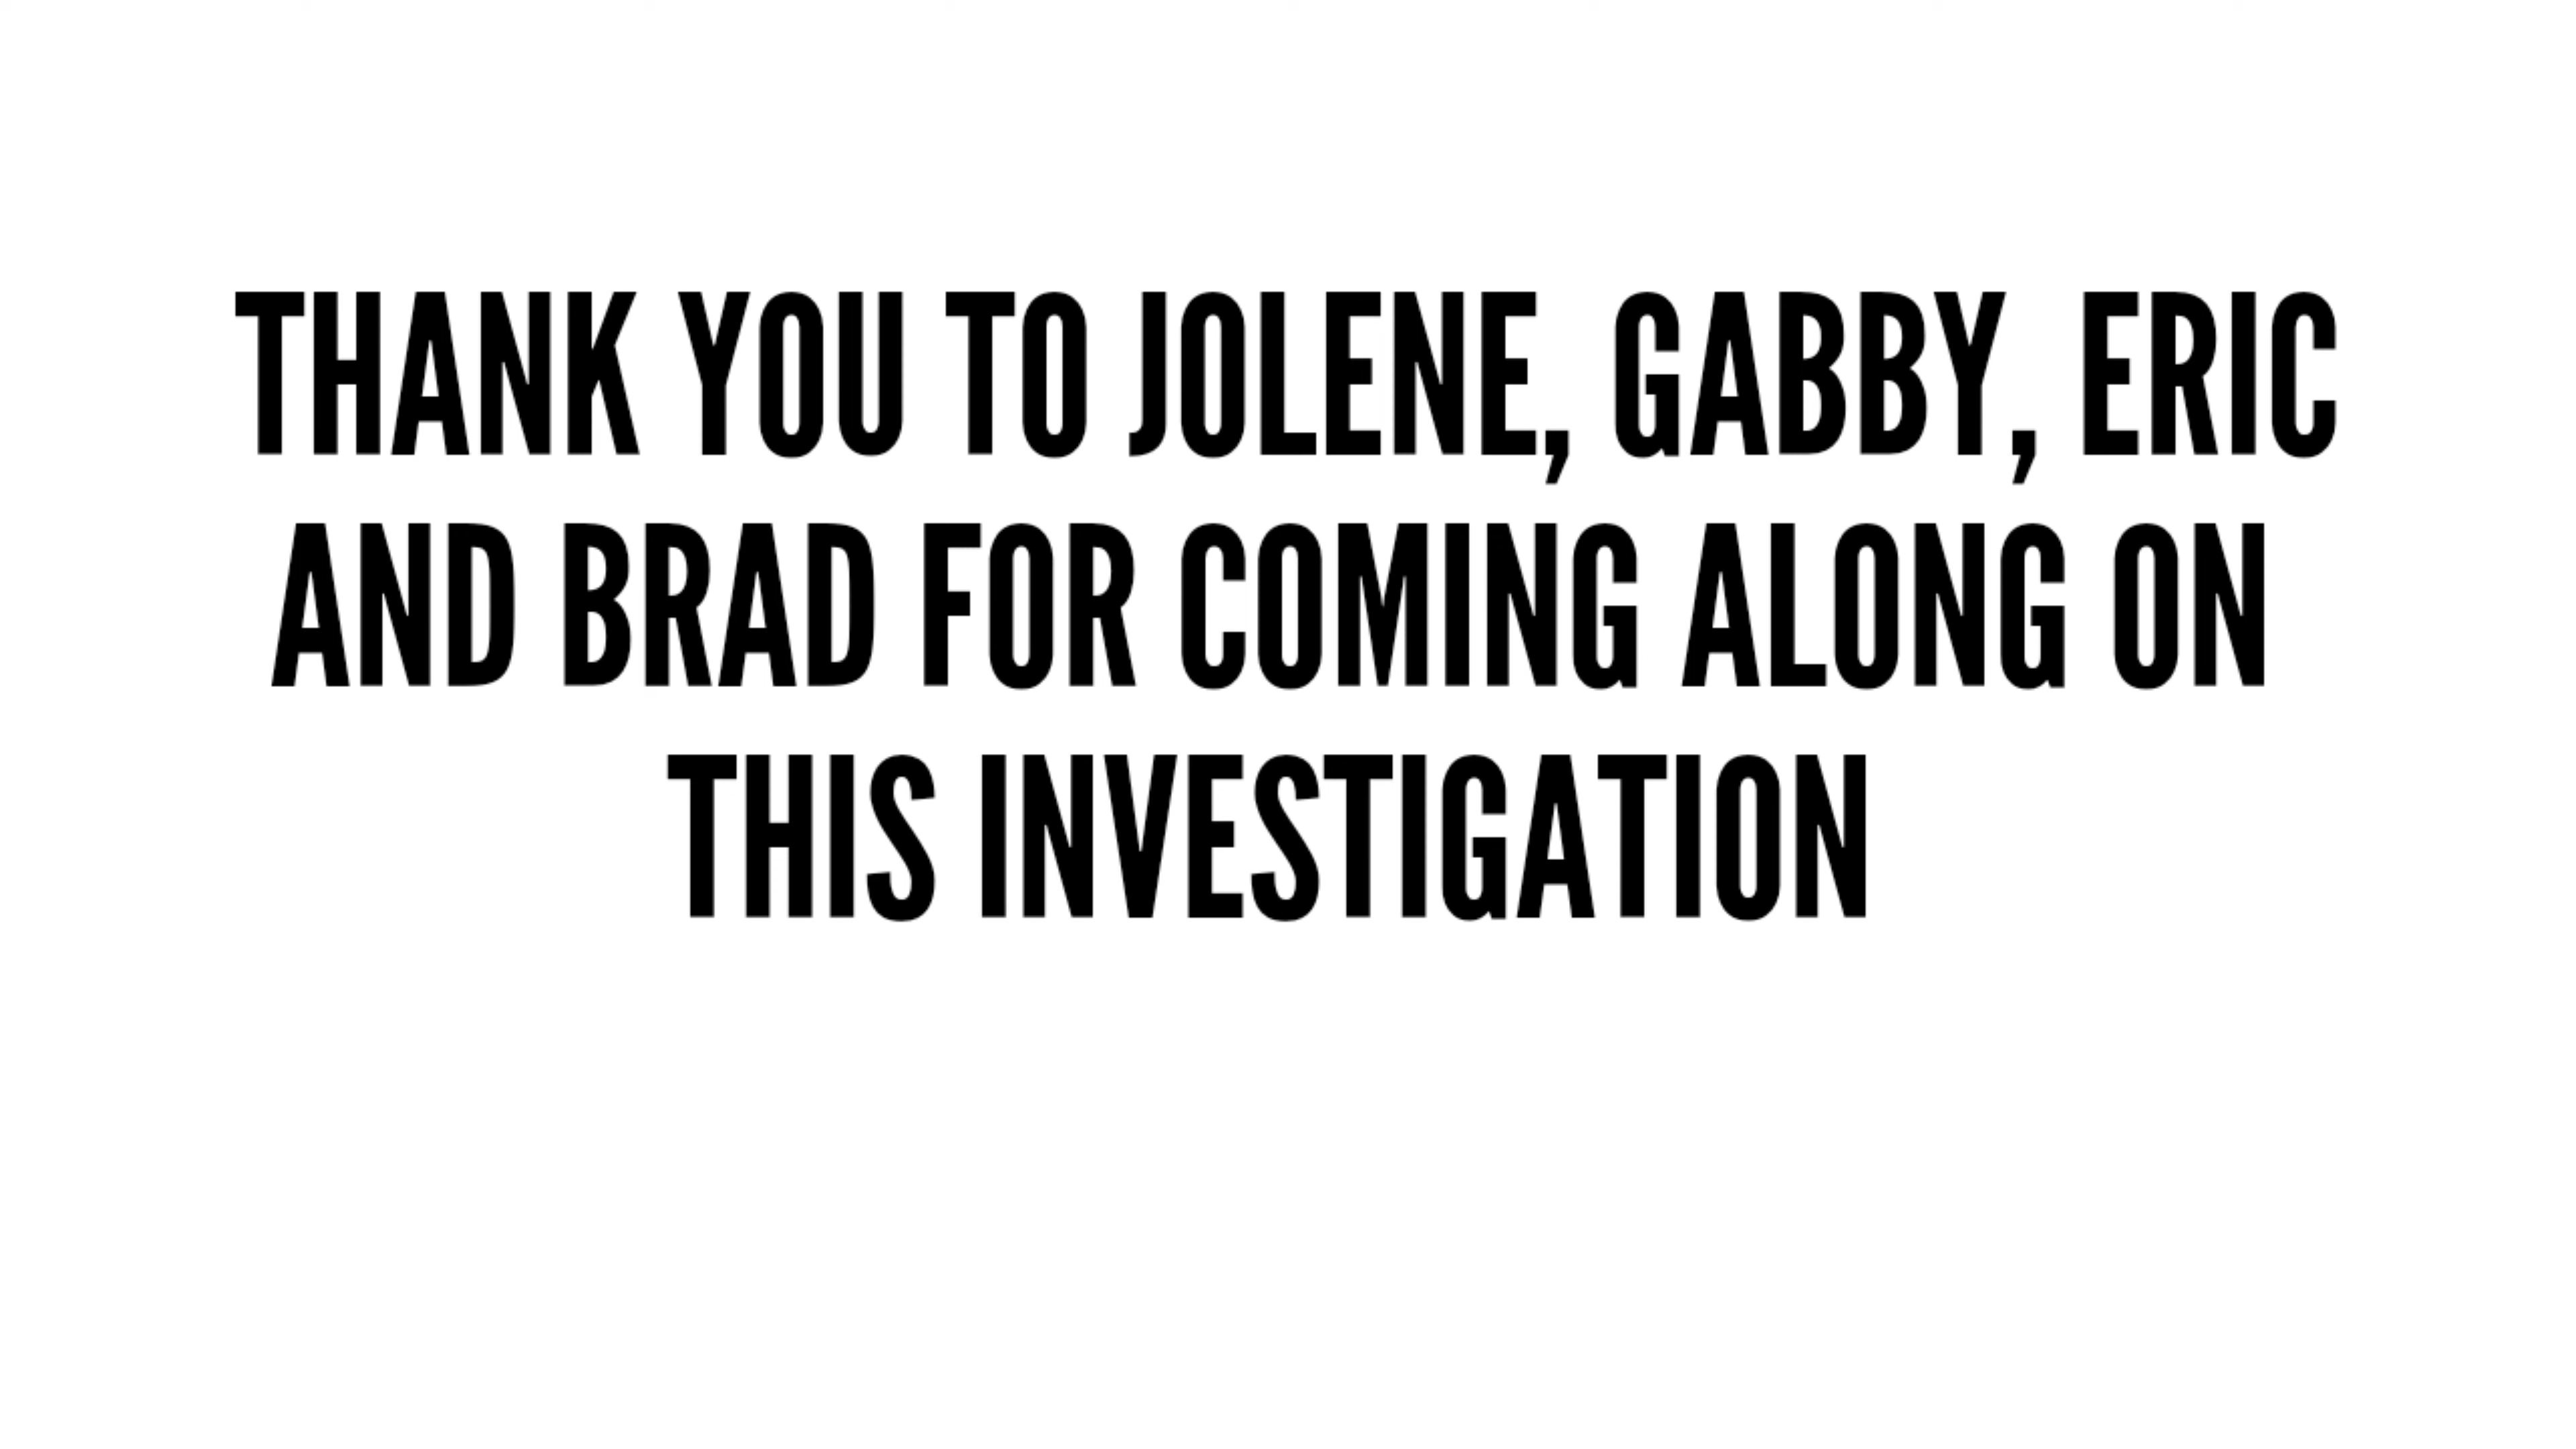 THANK YOU TO JOLENE, GABBY, ERIC
AND BRAD FOR COMING ALONG ON
THIS INVESTIGATION